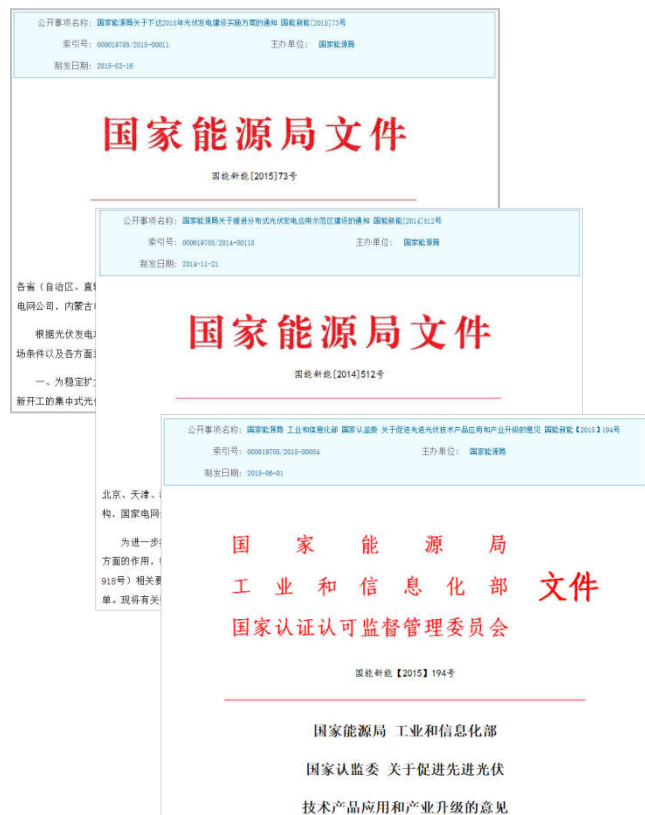 公开事项名称： 国家能源局关于下达2015年光伏发电建设实施方案的通知 国能新能[2015]73号
索引号： 000019705/2015-00011 主办单位： 国家能源局
制发日期： 2015-03-16
国家能源局文件
国能新能[2015]73号
各省（自治区、直辖
电网公司、内蒙古
根据光伏发电
场条件以及各方面
一、为稳定扩大
新开工的集中式光伏
公开事项名称： 国家能源局关于推进分布式光伏发电应用示范区建设的通知 国能新能[2014]512号
索引号： 000019705/2014-00118 主办单位： 国家能源局
制发日期： 2014-11-21
国家能源局文件
国能新能[2014]512号
北京、天津、
构，国家电网
为进一步
方面的作用，
918号）相关要
单。现将有关
公开事项名称： 国家能源局 工业和信息化部 国家认监委 关于促进先进光伏技术产品应用和产业升级的意见 国能新能【2015】194号
索引号： 000019705/2015-00054 主办单位： 国家能源局
制发日期： 2015-06-01
国家能源局
工业和信息化部 文件
国家认证认可监督管理委员会
国能新能【2015】194号
国家能源局 工业和信息化部
国家认监委 关于促进先进光伏
技术产品应用和产业升级的意见